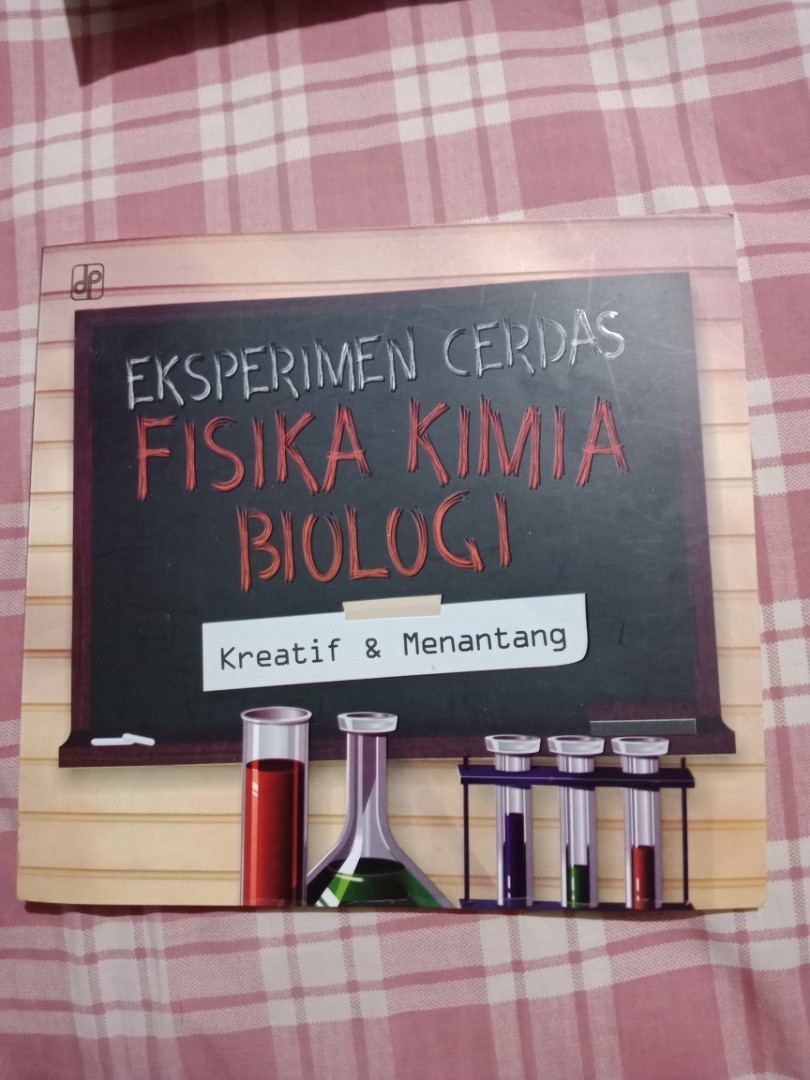 dp
EKSPERIMEN CERDAS
FISIKA KIMIA
BIOLOGI
Kreatif & Menantang